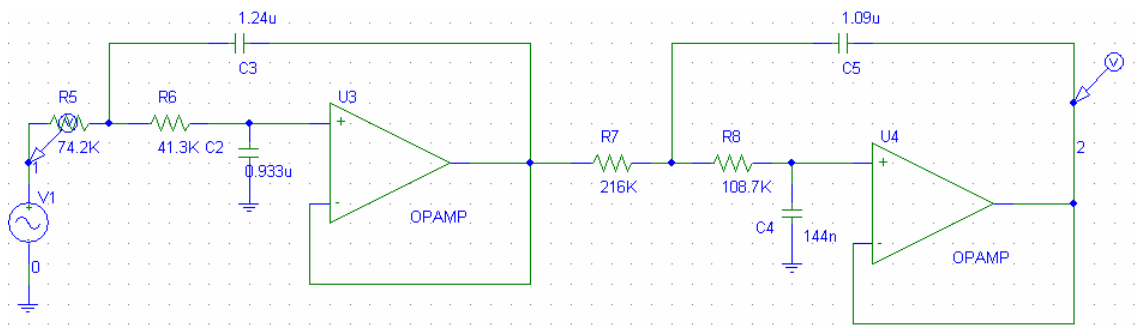 1.24u
1.09u
C3
C5
R5
R6
U3
V
74.2K
41.3K
C2
+
R7
R8
U4
0.933u
216K
108.7K
+
1
2
V1
+
-
OPAMP
C4
144n
-
OPAMP
0
-